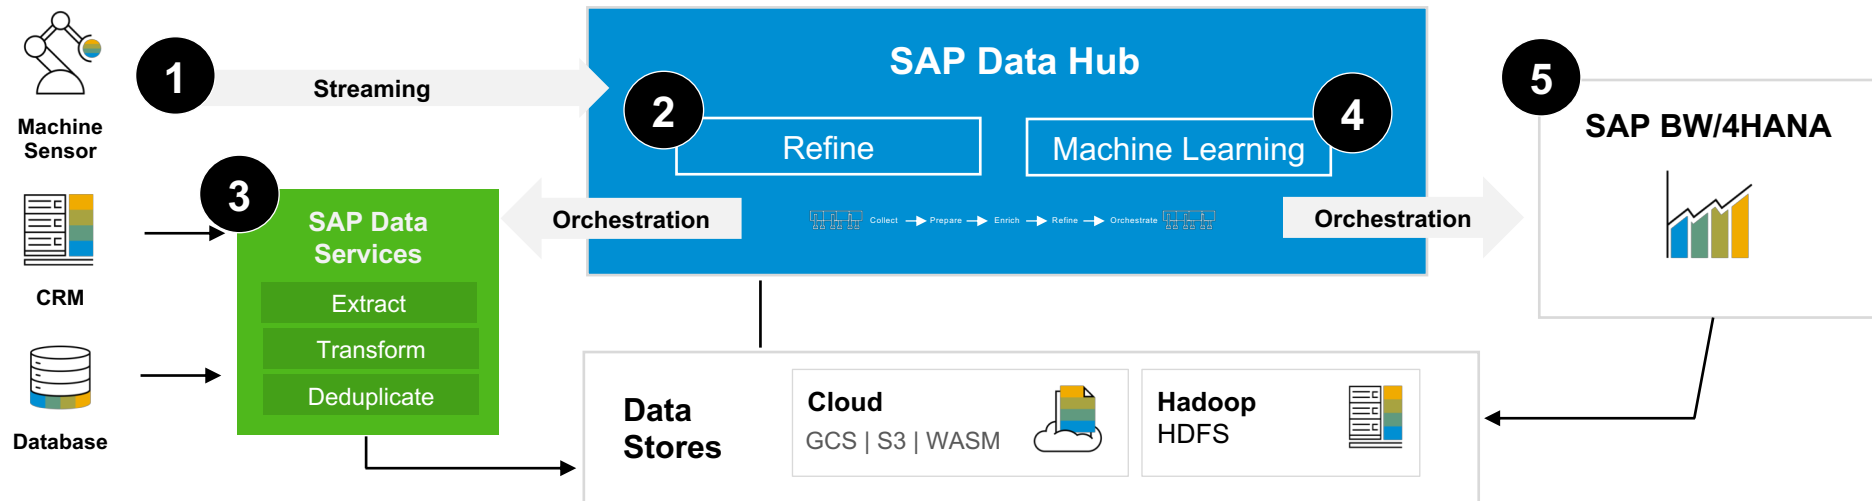 1
Streaming
Machine
Sensor
CRM
Database
3
SAP Data
Services
Extract
Transform
Deduplicate
SAP Data Hub
2
Refine
4
Machine Learning
Orchestration
Collect
Prepare
Enrich
Refine
Orchestrate
Orchestration
5
SAP BW/4HANA
Data
Stores
Cloud
GCS | S3 | WASM
Hadoop
HDFS